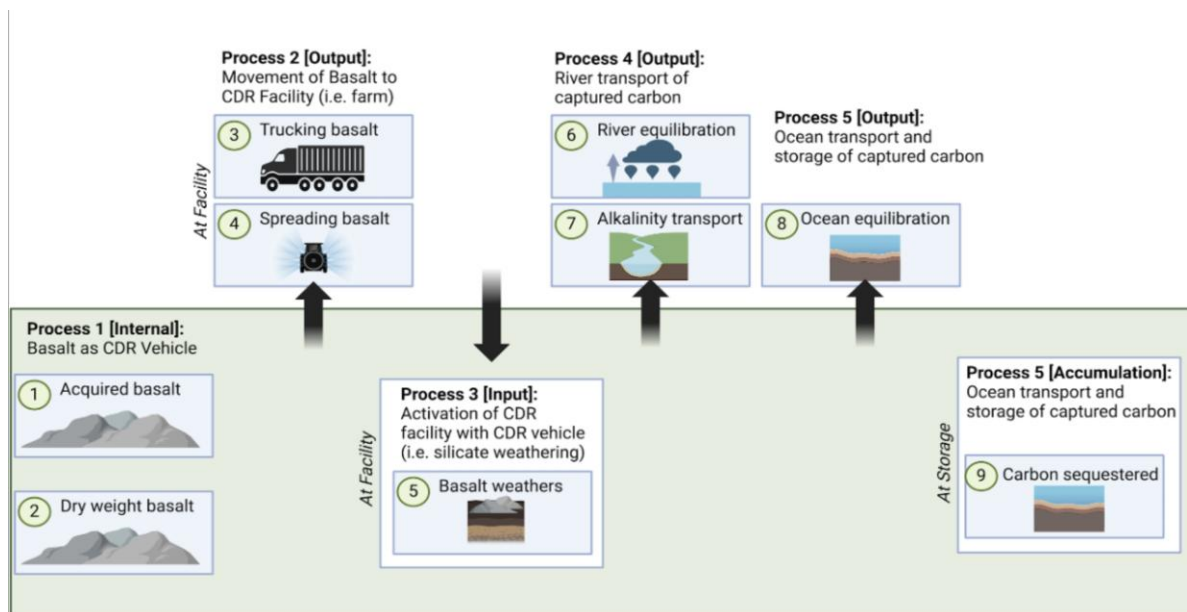 Process 2 [Output]:
Movement of Basalt to
CDR Facility (i.e. farm)
At Facility
3 Trucking basalt
4 Spreading basalt
Process 4 [Output]:
River transport of
captured carbon
6 River equilibration
7 Alkalinity transport
Process 5 [Output]:
Ocean transport and
storage of captured carbon
8 Ocean equilibration
Process 1 [Internal]:
Basalt as CDR Vehicle
1 Acquired basalt
2 Dry weight basalt
At Facility
Process 3 [Input]:
Activation of CDR
facility with CDR vehicle
(i.e. silicate weathering)
5 Basalt weathers
At Storage
Process 5 [Accumulation]:
Ocean transport and
storage of captured carbon
9 Carbon sequestered